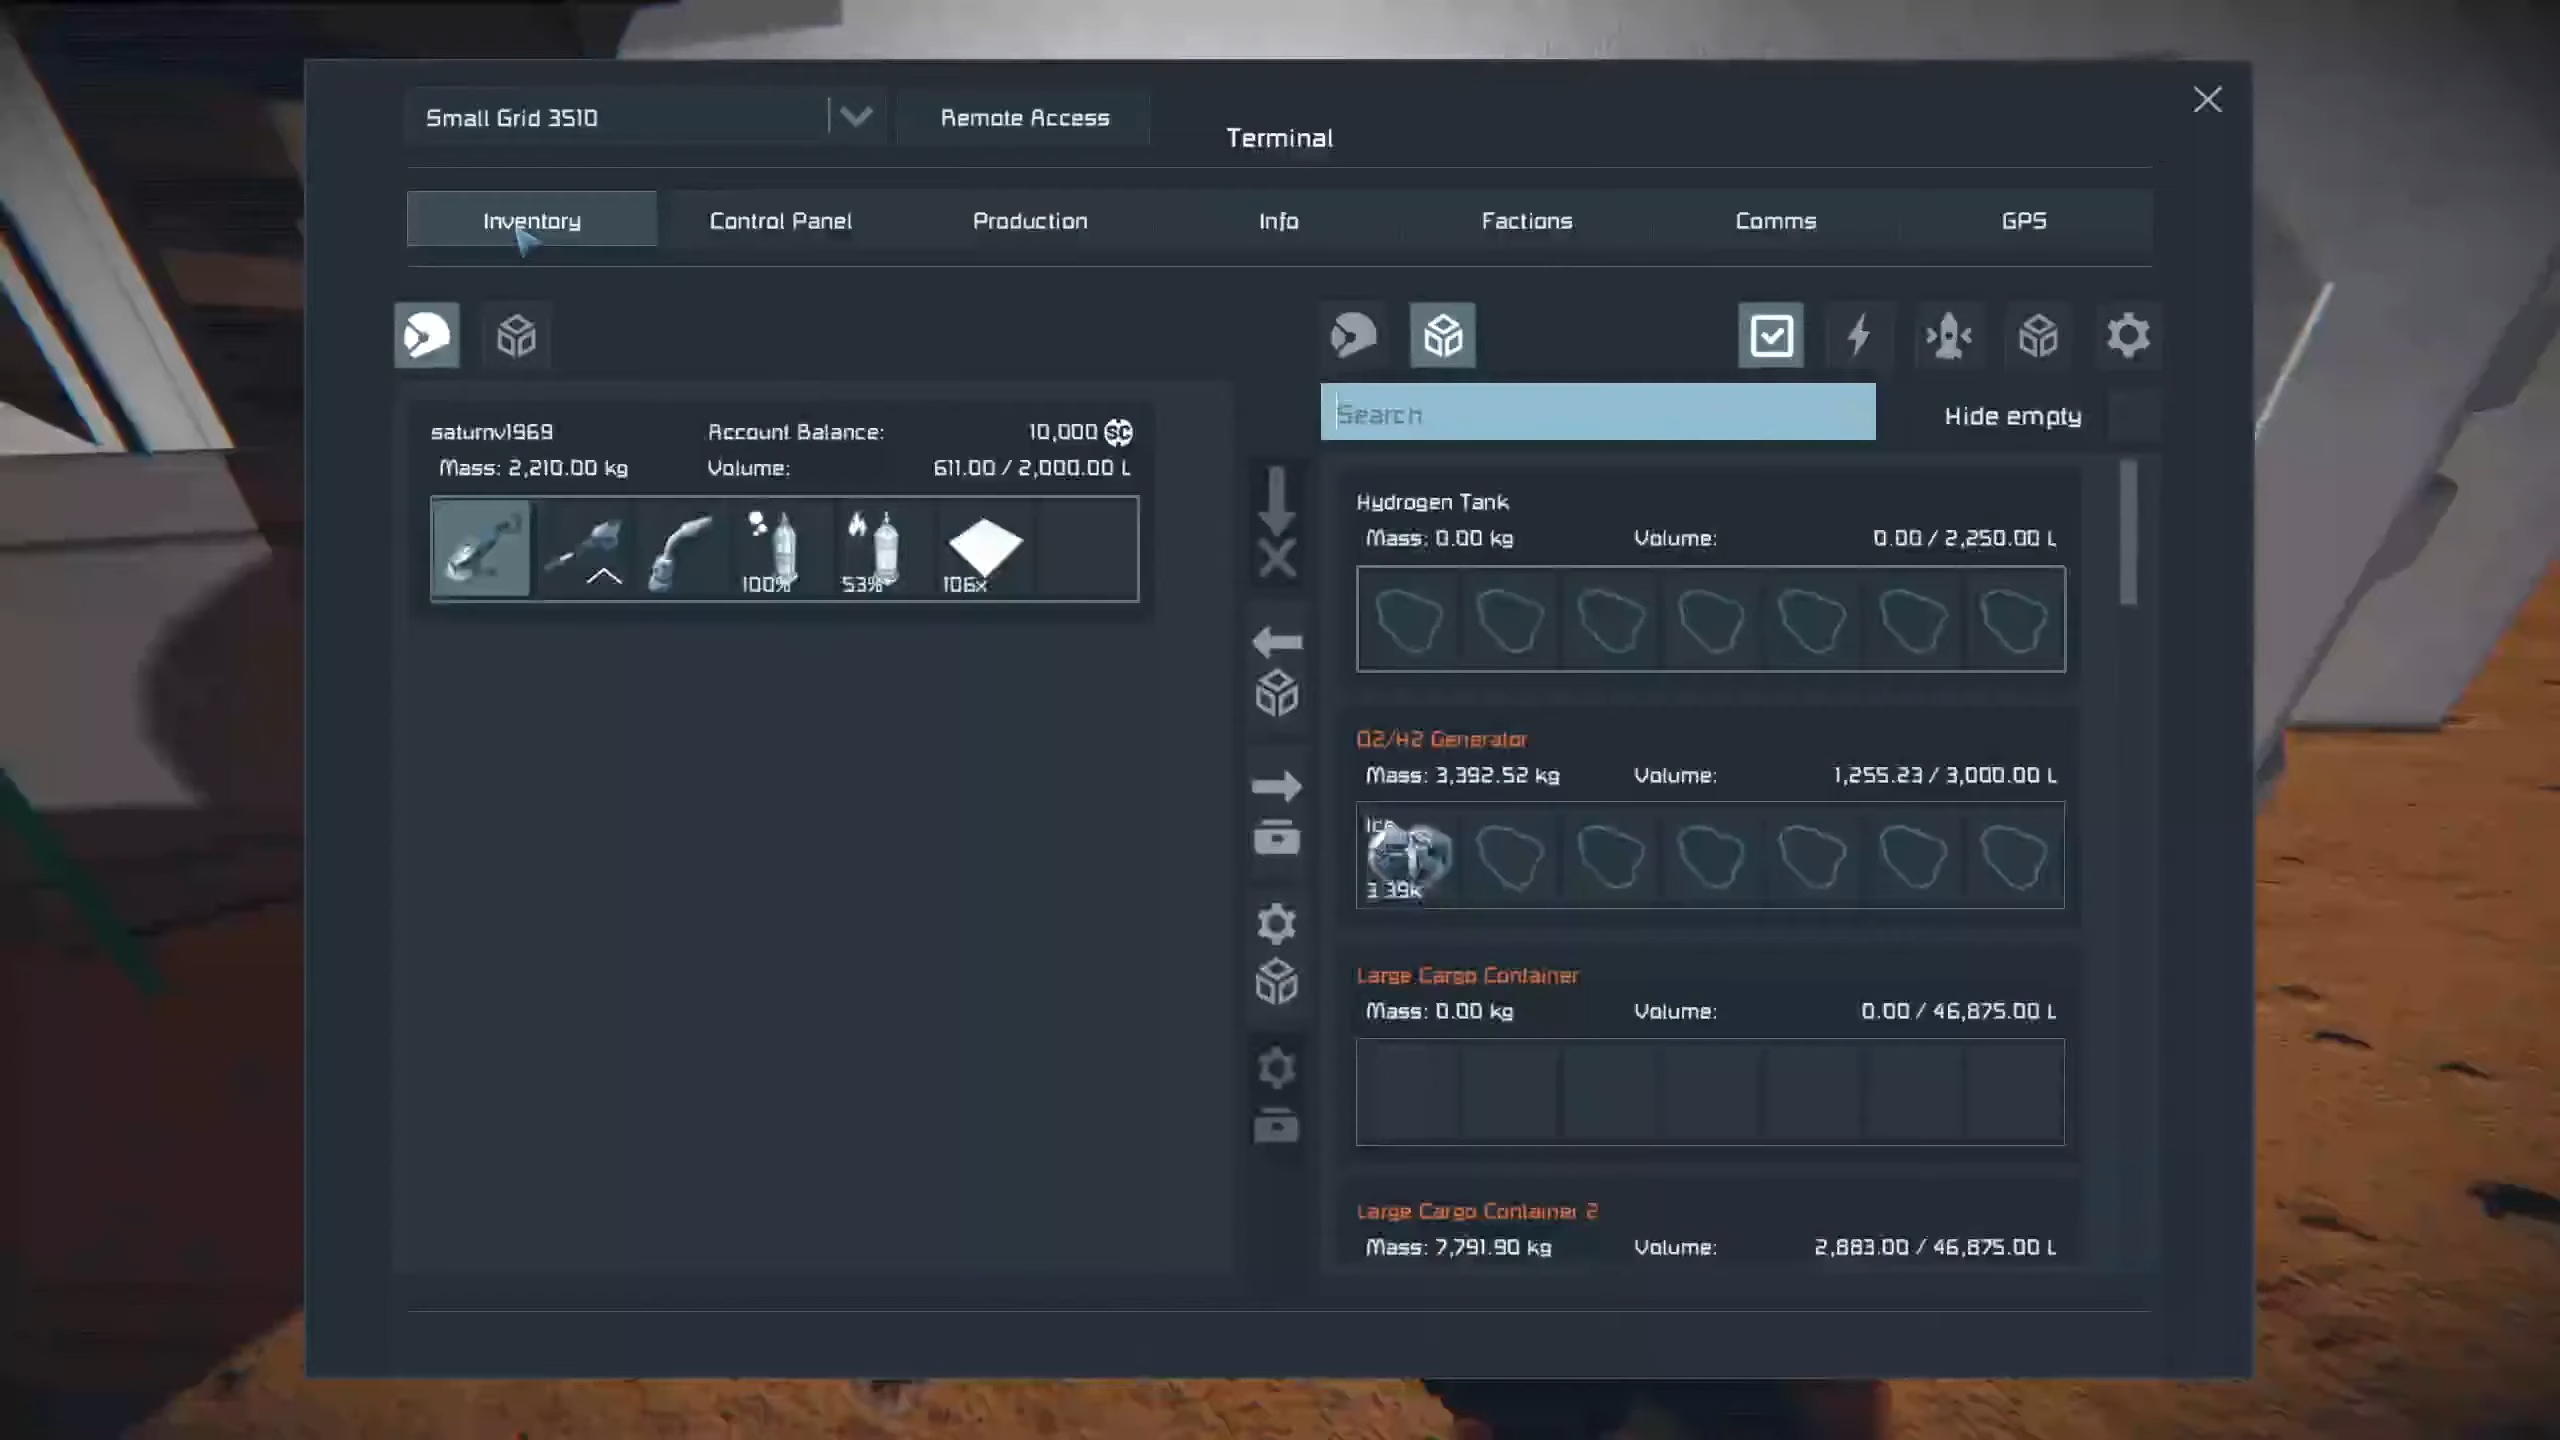 Small Grid 3510
Remote Access
Terminal
Inventory
Control Panel
Production
Info
Factions
Comms
GPS
Search
Hide empty
saturnv1969
Account Balance:
10,000 SC
Mass: 2,210.00 kg
Volume:
611.00 / 2,000.00 L
100%
53%
106x
Hydrogen Tank
Mass: 0.00 kg
Volume:
0.00 / 2,250.00 L
O2/H2 Generator
Mass: 3,392.52 kg
Volume:
1,255.23 / 3,000.00 L
Ice
3.39k
Large Cargo Container
Mass: 0.00 kg
Volume:
0.00 / 46,875.00 L
Large Cargo Container 2
Mass: 7,791.90 kg
Volume:
2,883.00 / 46,875.00 L